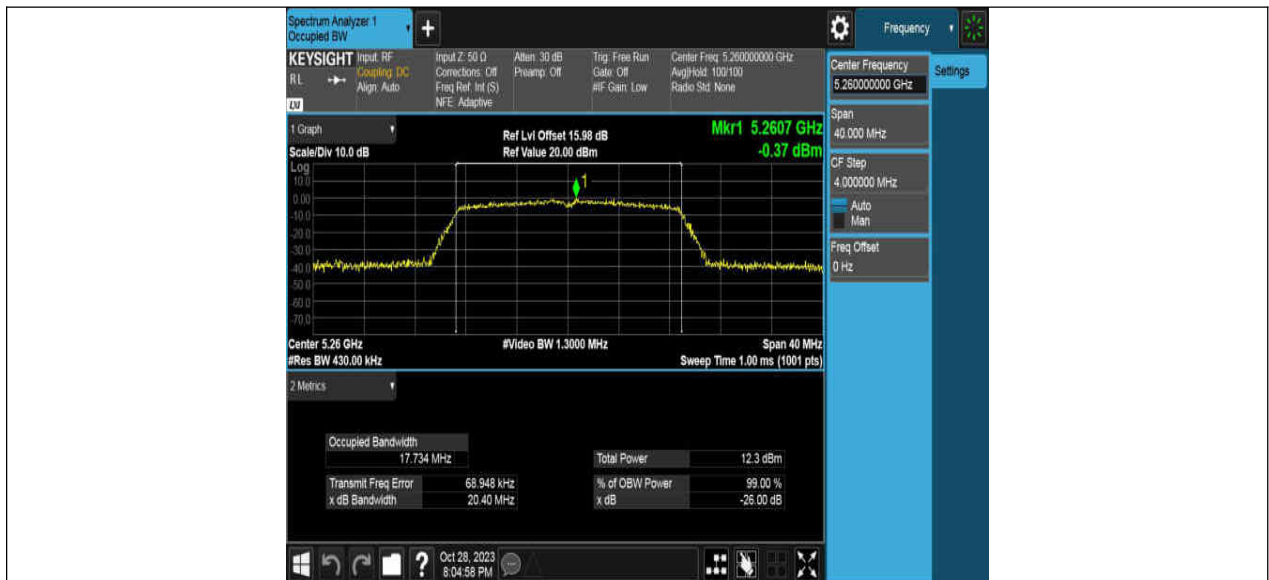 Spectrum Analyzer 1
Occupied BW
+
Frequency
KEYSIGHT
RL
LXI
Input: RF
Coupling: DC
Align: Auto
Input Z: 50 Ω
Corrections: Off
Freq Ref: Int (S)
NFE: Adaptive
Atten: 30 dB
Preamp: Off
Trig: Free Run
Gate: Off
#IF Gain: Low
Center Freq: 5.260000000 GHz
Avg|Hold: 100/100
Radio Std: None
Center Frequency
5.260000000 GHz
Settings
Span
40.000 MHz
CF Step
4.000000 MHz
Auto
Man
Freq Offset
0 Hz
1 Graph
Scale/Div 10.0 dB
Ref Lvl Offset 15.98 dB
Ref Value 20.00 dBm
Mkr1 5.2607 GHz
-0.37 dBm
Log
10.0
0.00
-10.0
-20.0
-30.0
-40.0
-50.0
-60.0
-70.0
1
Center 5.26 GHz
#Res BW 430.00 kHz
#Video BW 1.3000 MHz
Span 40 MHz
Sweep Time 1.00 ms (1001 pts)
2 Metrics
Occupied Bandwidth
17.734 MHz
Transmit Freq Error 68.948 kHz
x dB Bandwidth 20.40 MHz
Total Power 12.3 dBm
% of OBW Power 99.00 %
x dB -26.00 dB
?
Oct 28, 2023
8:04:58 PM